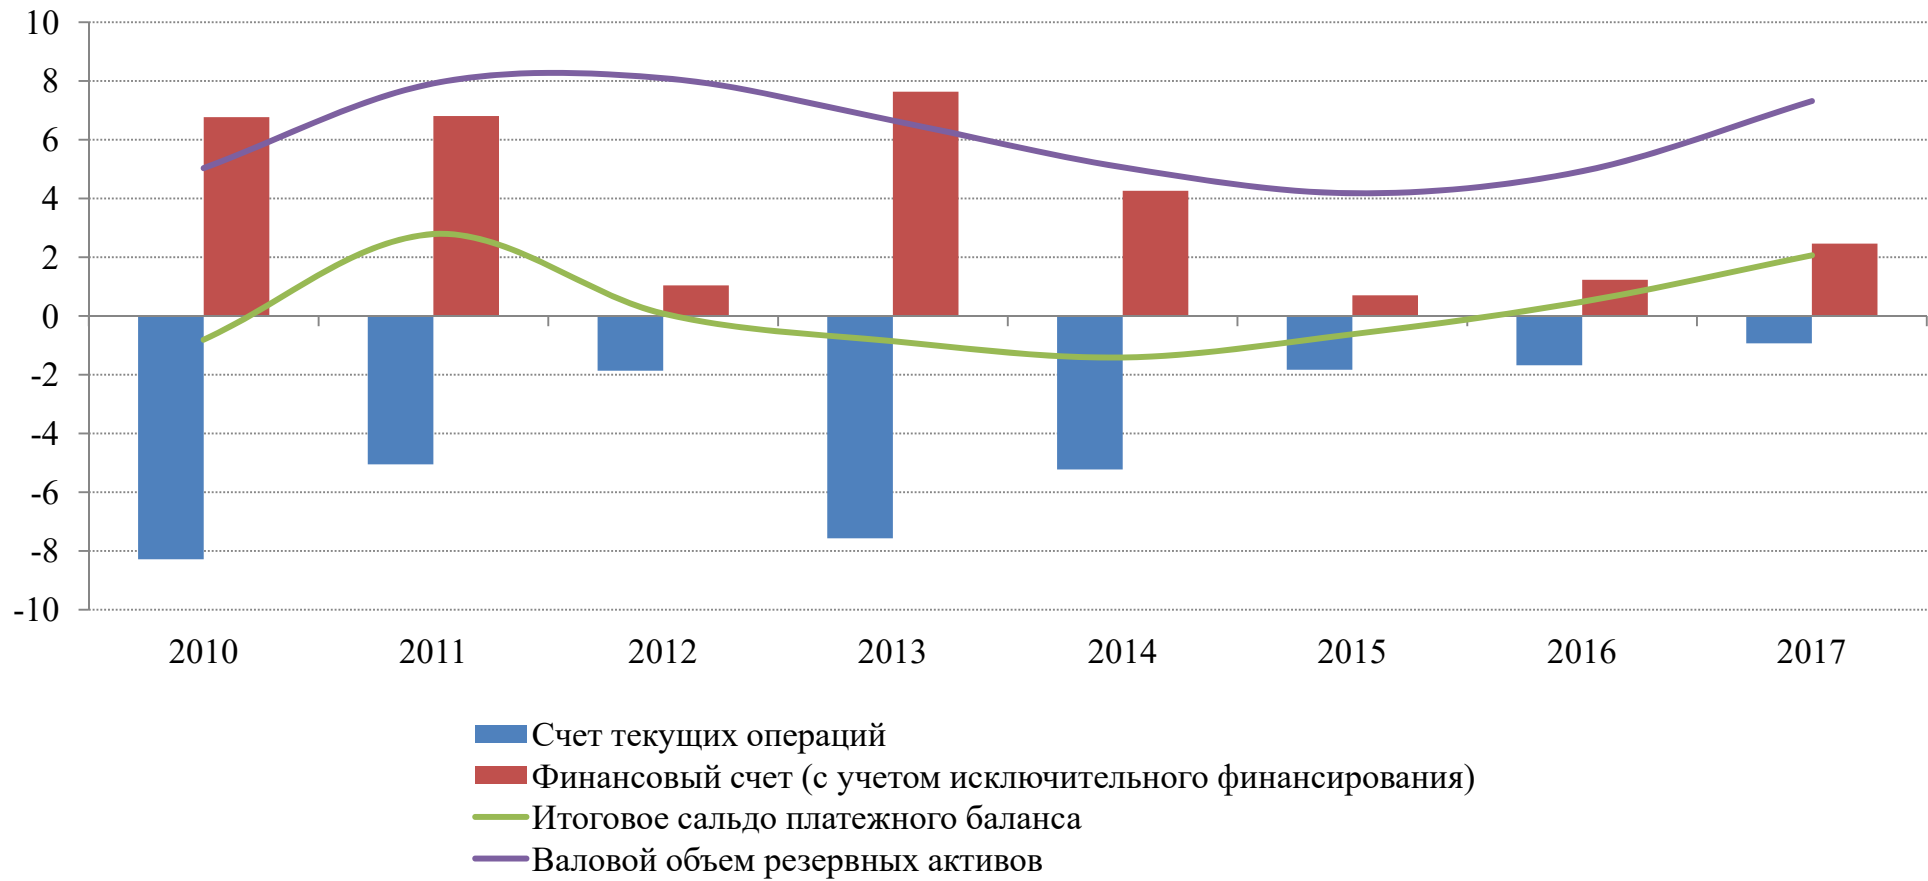 10
8
6
4
2
0
-2
-4
-6
-8
-10
2010 2011 2012 2013 2014 2015 2016 2017
Счет текущих операций
Финансовый счет (с учетом исключительного финансирования)
Итоговое сальдо платежного баланса
Валовой объем резервных активов